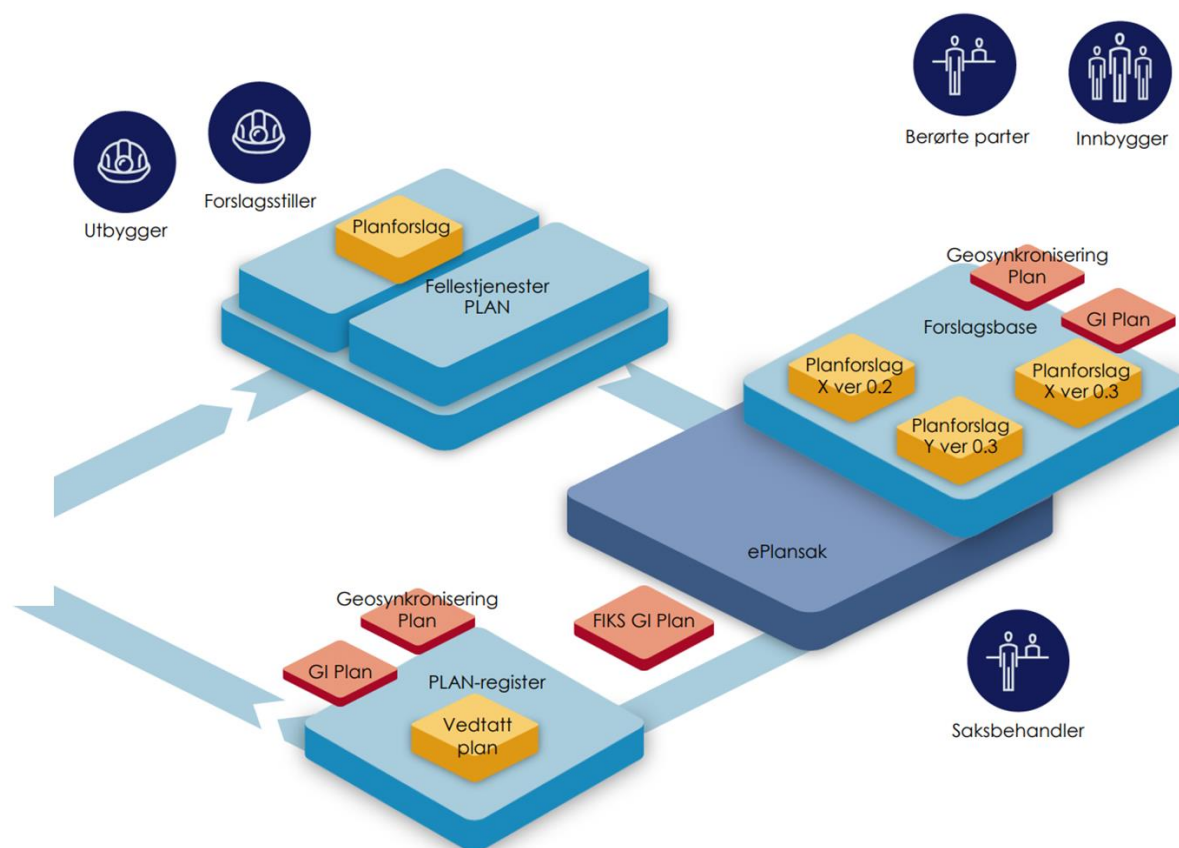 Berørte parter
Innbygger
Utbygger
Forslagsstiller
Planforslag
Fellestjenester
PLAN
Geosynkronisering
Plan
GI Plan
Forslagsbase
Planforslag
X ver 0.2
Planforslag
X ver 0.3
Planforslag
Y ver 0.3
ePlansak
Geosynkronisering
Plan
GI Plan
FIKS GI Plan
PLAN-register
Vedtatt
plan
Saksbehandler